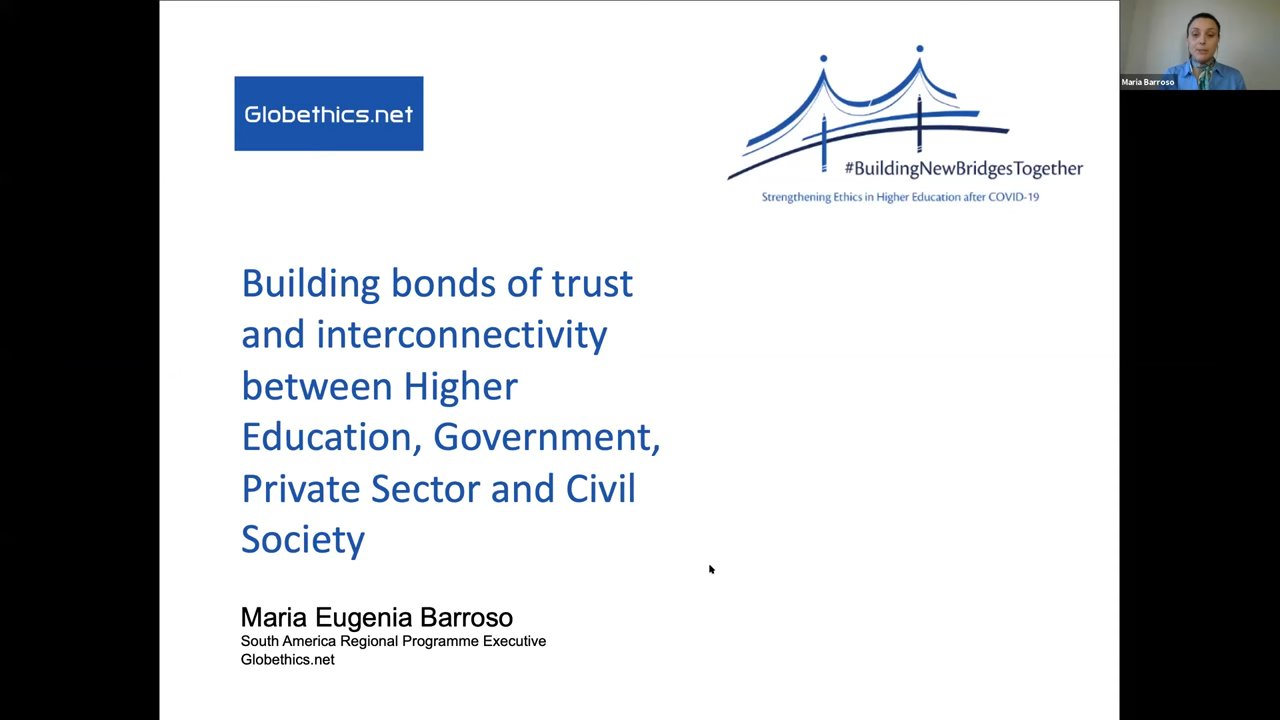 Globethics.net
#BuildingNewBridgesTogether
Strengthening Ethics in Higher Education after COVID-19
Maria Barroso
Building bonds of trust
and interconnectivity
between Higher
Education, Government,
Private Sector and Civil
Society
Maria Eugenia Barroso
South America Regional Programme Executive
Globethics.net